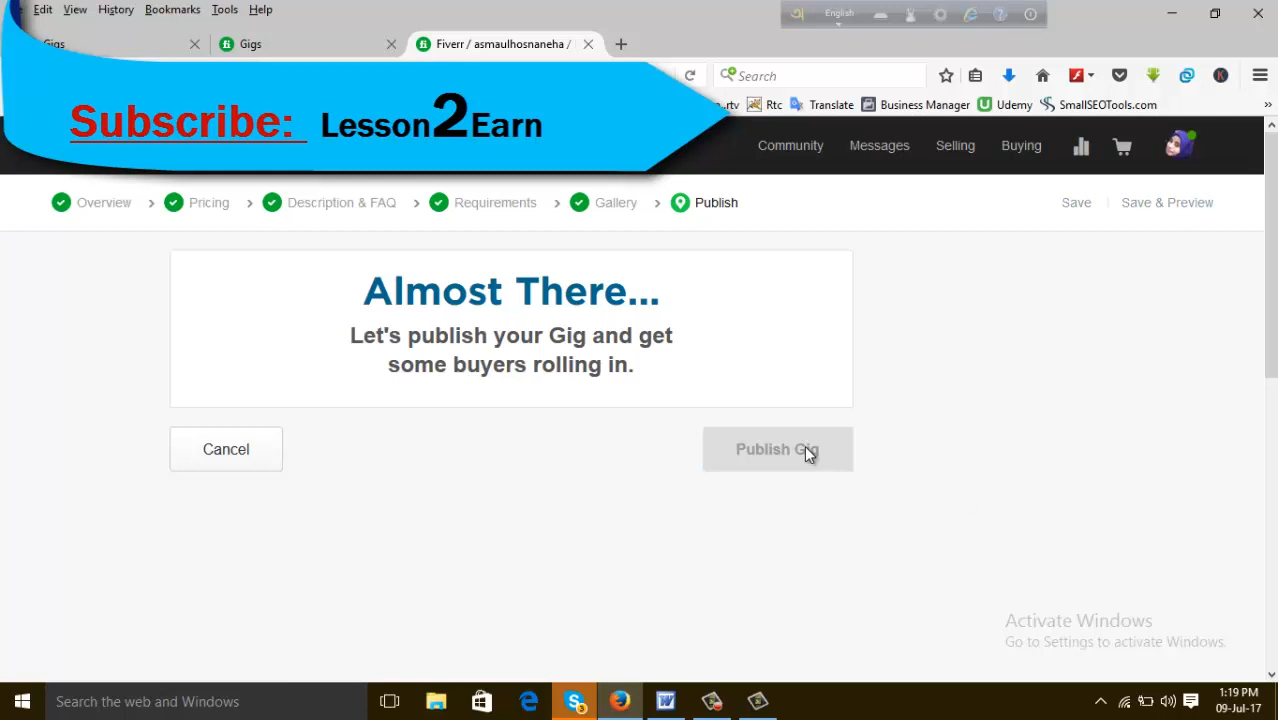 Edit View History Bookmarks Tools Help
English
Gigs
Gigs
Fiverr / asmaulhosnaneha /
Search
Rtc Translate Business Manager Udemy SmallSEOTools.com
Subscribe: Lesson2Earn
Community Messages Selling Buying
Overview Pricing Description & FAQ Requirements Gallery Publish Save Save & Preview
Almost There...
Let's publish your Gig and get
some buyers rolling in.
Cancel Publish Gig
Activate Windows
Go to Settings to activate Windows.
Search the web and Windows
1:19 PM
09-Jul-17